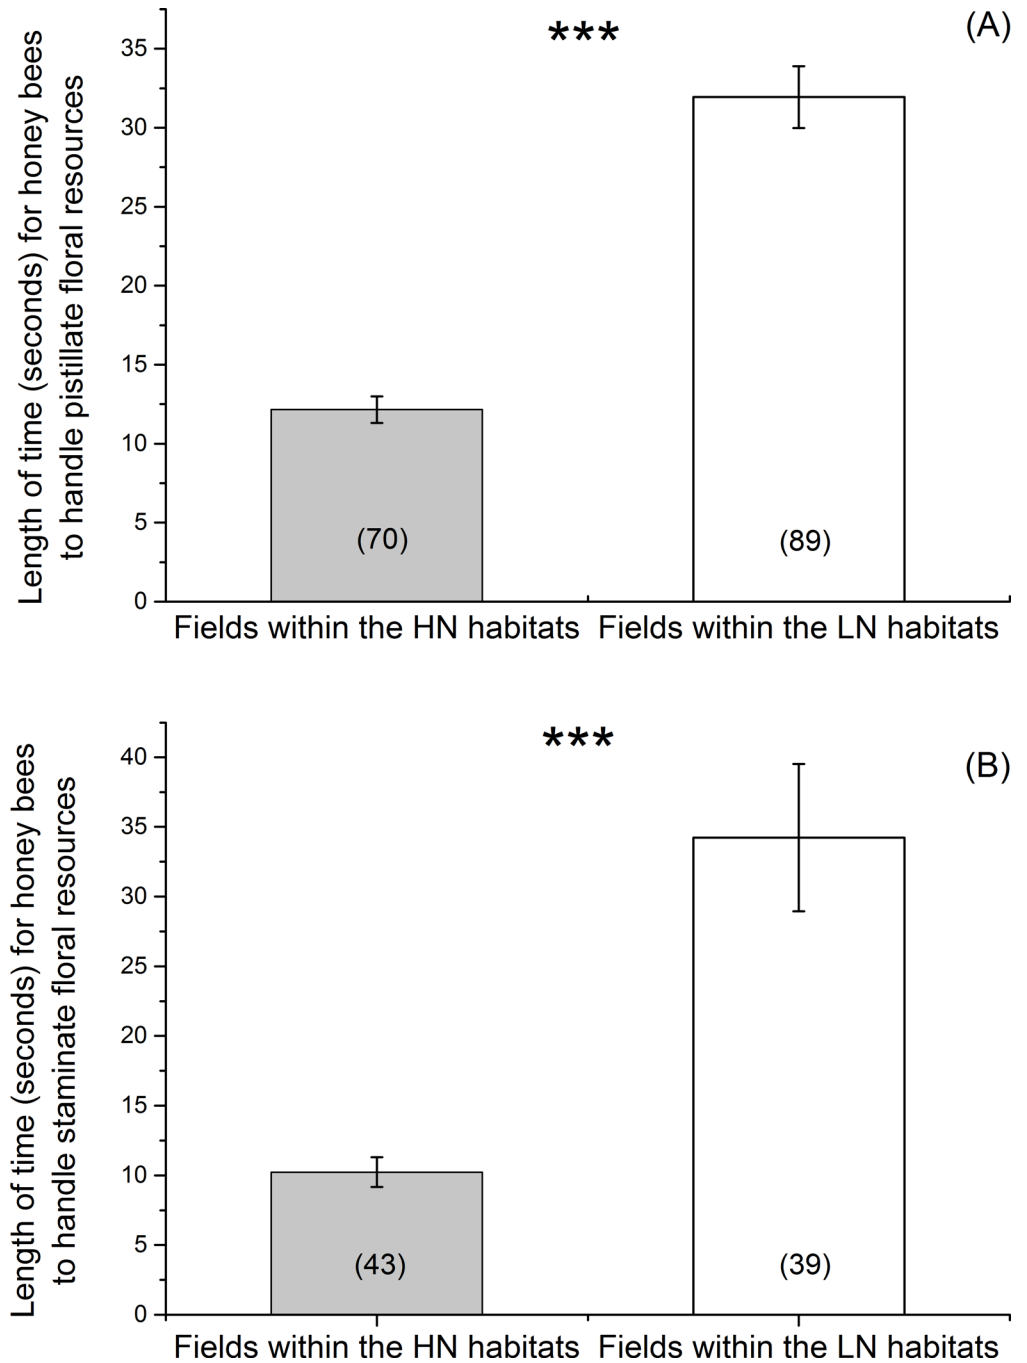 (A)
***
Length of time (seconds) for honey bees
to handle pistillate floral resources
35
30
25
20
15
10
5
0
(70)
(89)
Fields within the HN habitats
Fields within the LN habitats
(B)
***
Length of time (seconds) for honey bees
to handle staminate floral resources
40
35
30
25
20
15
10
5
0
(43)
(39)
Fields within the HN habitats
Fields within the LN habitats